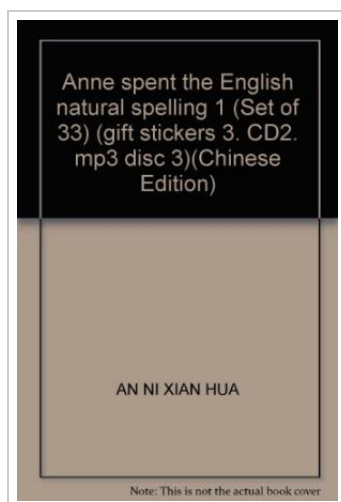 Anne spent the English
natural spelling 1 (Set of
33) (gift stickers 3. CD2.
mp3 disc 3)(Chinese
Edition)
AN NI XIAN HUA
Note: This is not the actual book cover